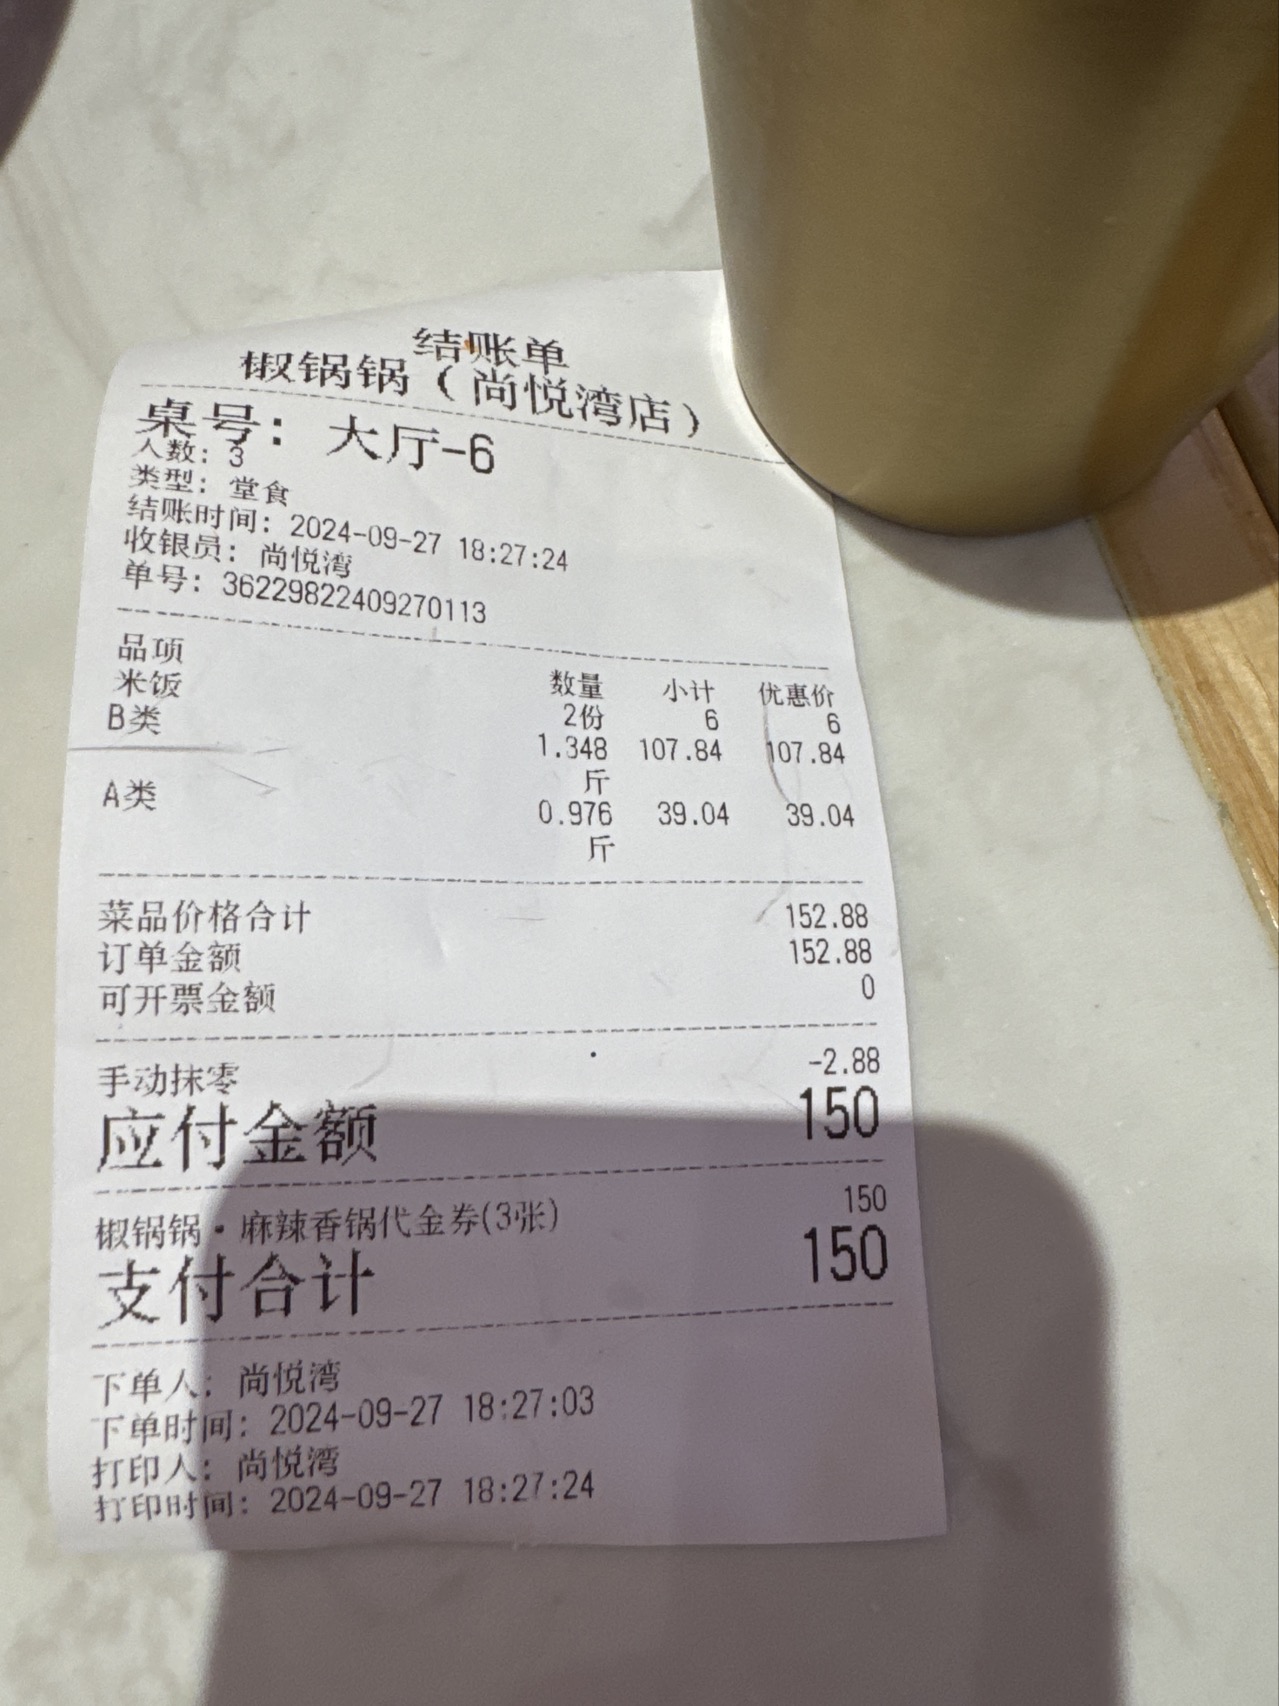 结账单
椒锅锅（尚悦湾店）
桌号：大厅-6
人数：3
类型：堂食
结账时间：2024-09-27 18:27:24
收银员：尚悦湾
单号：36229822409270113
品项 数量 小计 优惠价
米饭 2份 6 6
B类 1.348 107.84 107.84
斤
A类 0.976 39.04 39.04
斤
菜品价格合计 152.88
订单金额 152.88
可开票金额 0
手动抹零 -2.88
应付金额 150
椒锅锅·麻辣香锅代金券(3张) 150
支付合计 150
下单人：尚悦湾
下单时间：2024-09-27 18:27:03
打印人：尚悦湾
打印时间：2024-09-27 18:27:24